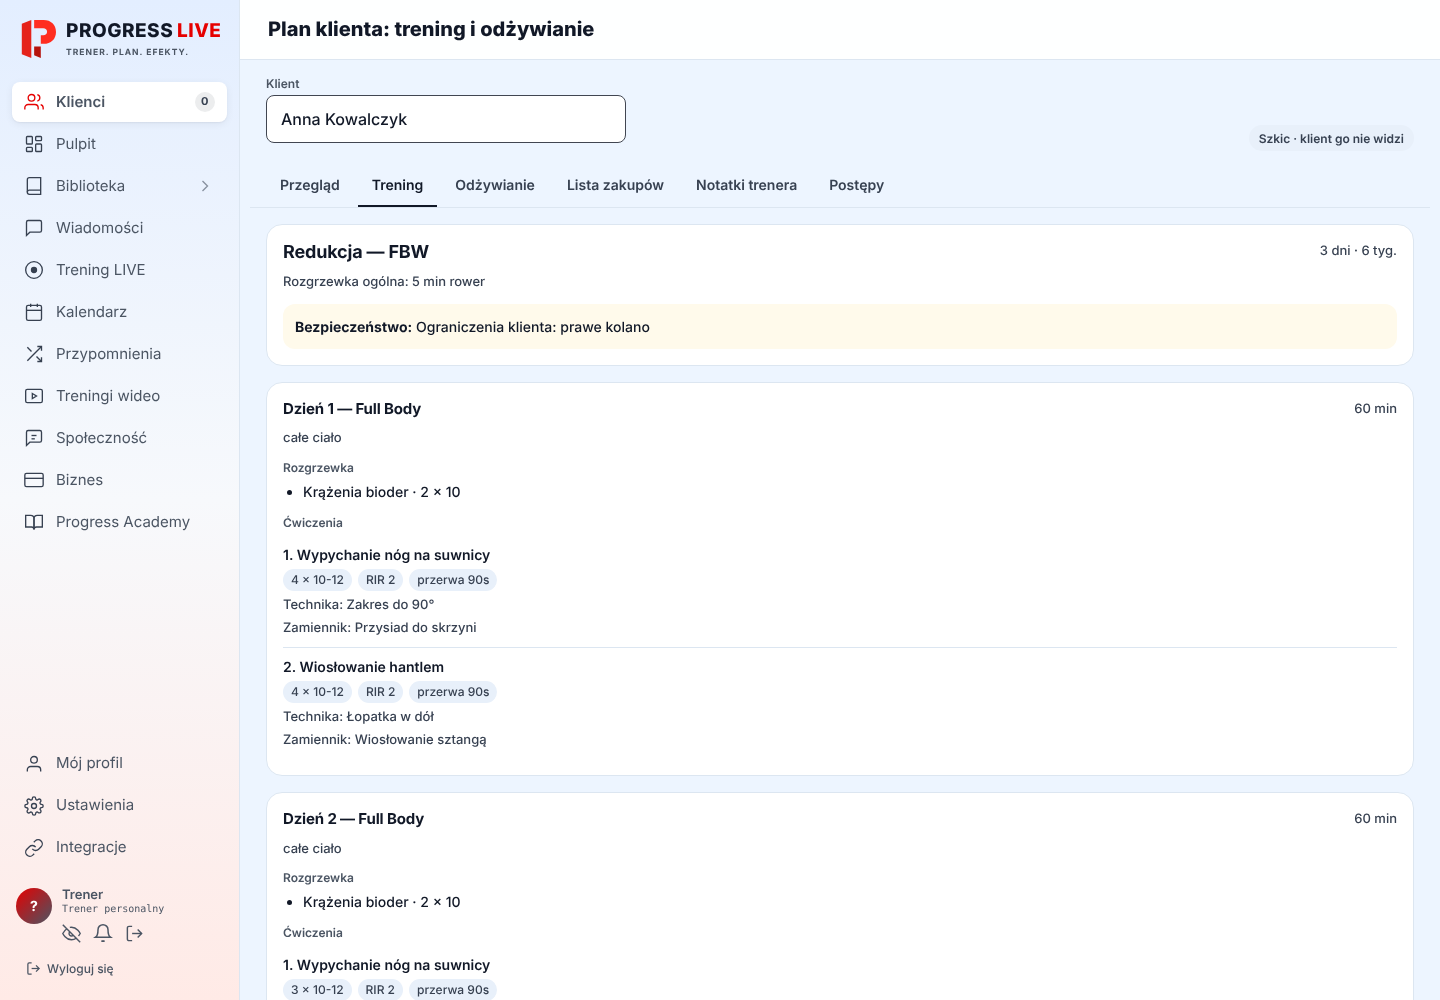 PROGRESS LIVE
TRENER. PLAN. EFEKTY.
Klienci 0
Pulpit
Biblioteka
Wiadomości
Trening LIVE
Kalendarz
Przypomnienia
Treningi wideo
Społeczność
Biznes
Progress Academy
Mój profil
Ustawienia
Integracje
?
Trener
Trener personalny
Wyloguj się
Plan klienta: trening i odżywianie
Klient
Anna Kowalczyk
Szkic · klient go nie widzi
Przegląd Trening Odżywianie Lista zakupów Notatki trenera Postępy
Redukcja — FBW 3 dni · 6 tyg.
Rozgrzewka ogólna: 5 min rower
Bezpieczeństwo: Ograniczenia klienta: prawe kolano
Dzień 1 — Full Body 60 min
całe ciało
Rozgrzewka
• Krążenia bioder · 2 × 10
Ćwiczenia
1. Wypychanie nóg na suwnicy
4 × 10-12 RIR 2 przerwa 90s
Technika: Zakres do 90°
Zamiennik: Przysiad do skrzyni
2. Wiosłowanie hantlem
4 × 10-12 RIR 2 przerwa 90s
Technika: Łopatka w dół
Zamiennik: Wiosłowanie sztangą
Dzień 2 — Full Body 60 min
całe ciało
Rozgrzewka
• Krążenia bioder · 2 × 10
Ćwiczenia
1. Wypychanie nóg na suwnicy
3 × 10-12 RIR 2 przerwa 90s